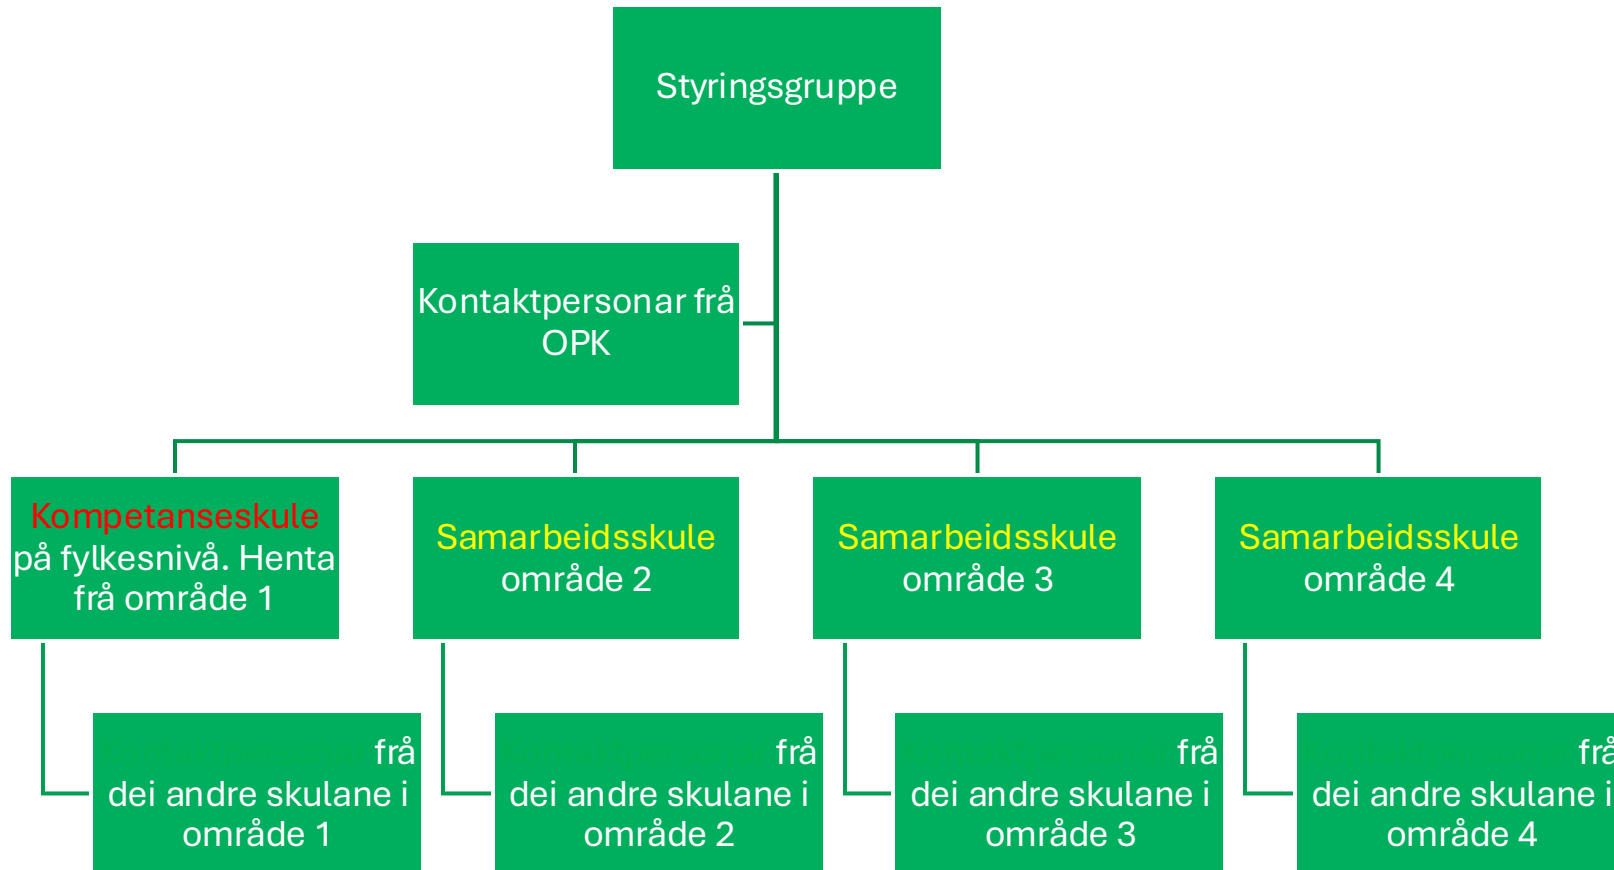 Styringsgruppe
Kontaktpersonar frå
OPK
Kompetanseskule
på fylkesnivå. Henta
frå område 1
Samarbeidsskule
område 2
Samarbeidsskule
område 3
Samarbeidsskule
område 4
frå
dei andre skulane i
område 1
frå
dei andre skulane i
område 2
frå
dei andre skulane i
område 3
frå
dei andre skulane i
område 4